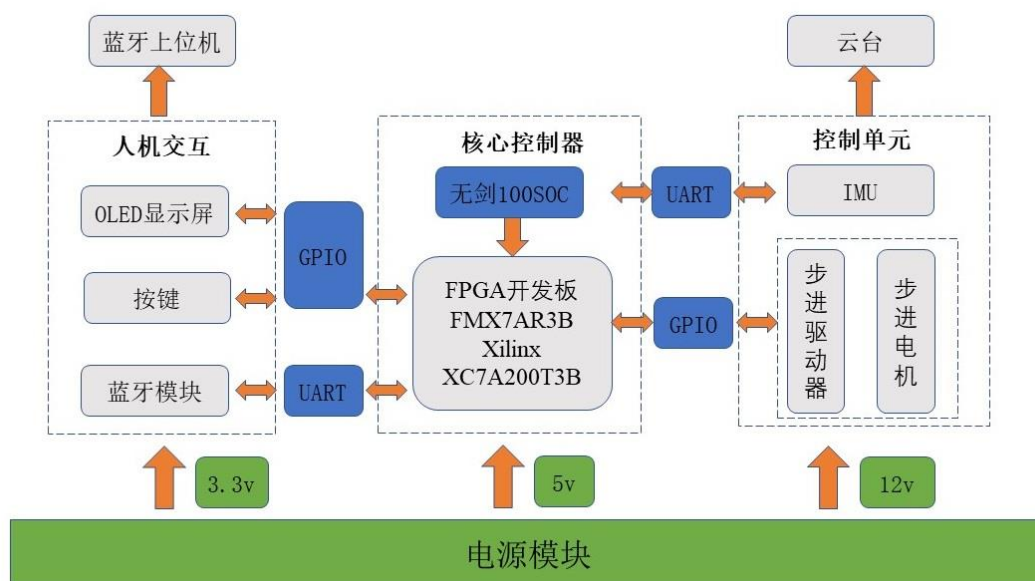 蓝牙上位机
云台
人机交互
OLED显示屏
按键
蓝牙模块
GPIO
UART
核心控制器
无剑100SOC
FPGA开发板
FMX7AR3B
Xilinx
XC7A200T3B
UART
GPIO
控制单元
IMU
步进驱动器
步进电机
3.3v
5v
12v
电源模块